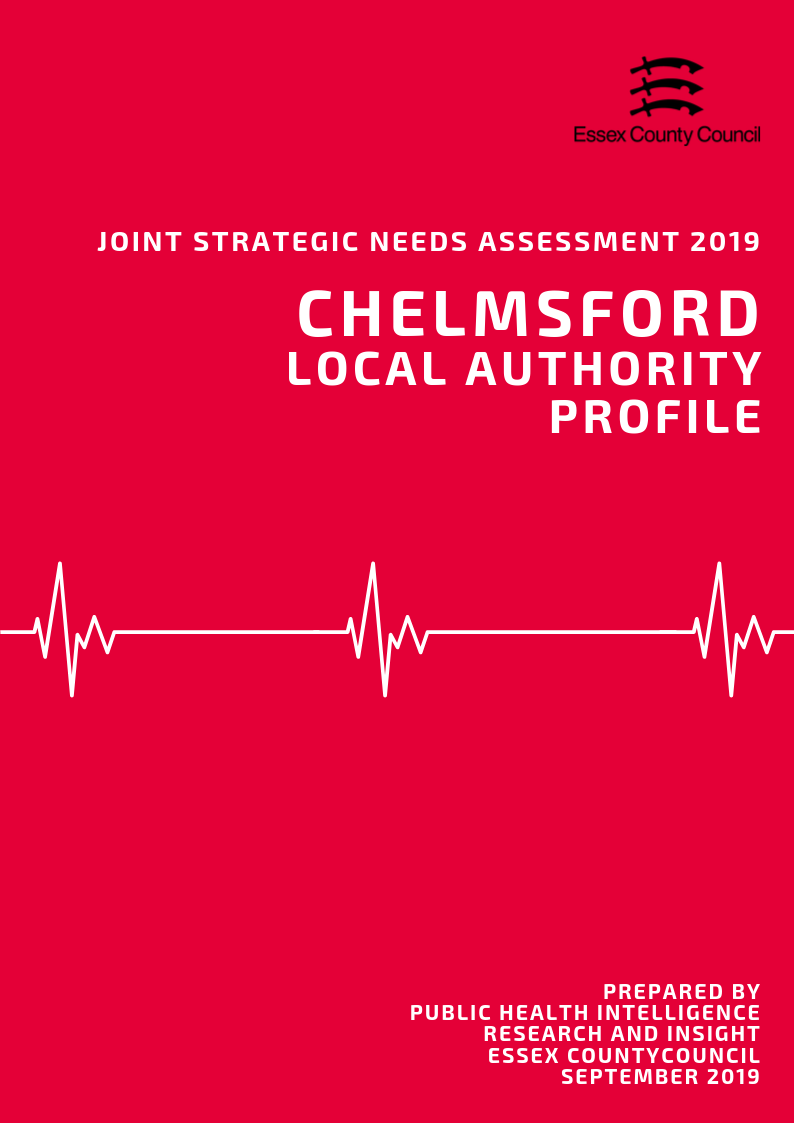 Essex County Council
JOINT STRATEGIC NEEDS ASSESSMENT 2019
CHELMSFORD
LOCAL AUTHORITY
PROFILE
PREPARED BY
PUBLIC HEALTH INTELLIGENCE
RESEARCH AND INSIGHT
ESSEX COUNTYCOUNCIL
SEPTEMBER 2019